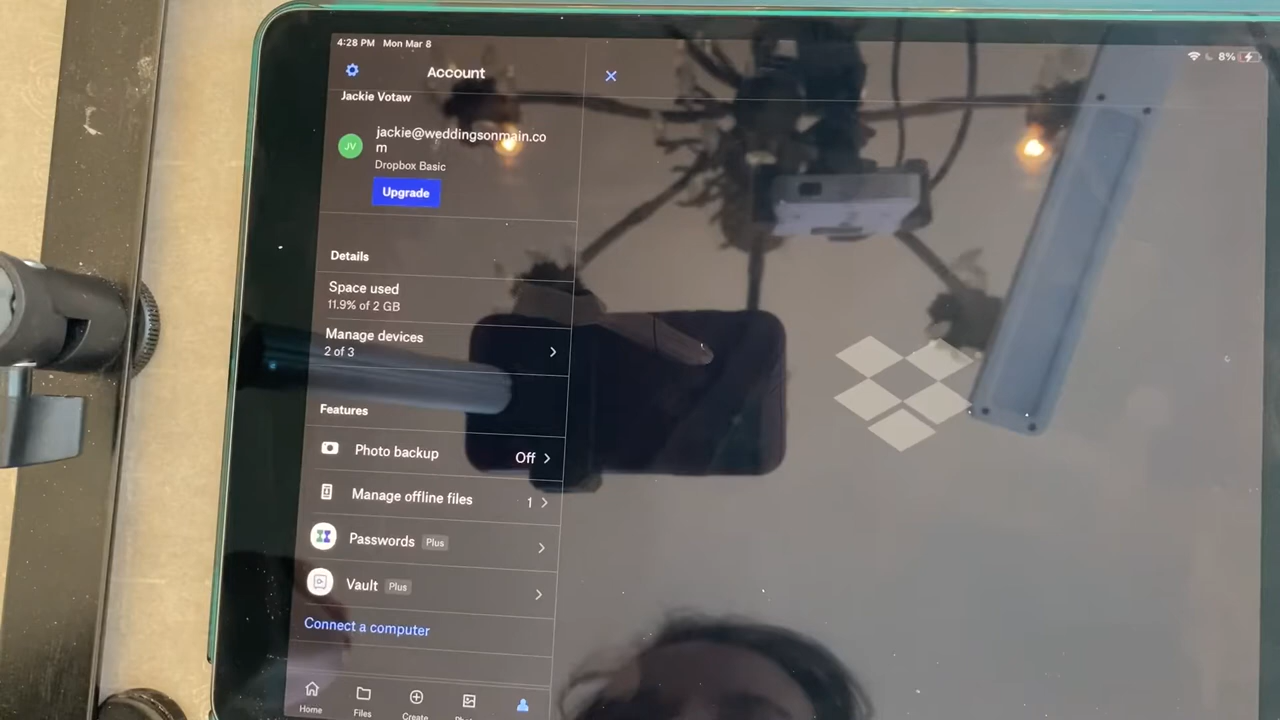 4:28 PM Mon Mar 8
8%
Account
Jackie Votaw
JV
jackie@weddingsonmain.co
m
Dropbox Basic
Upgrade
Details
Space used
11.9% of 2 GB
Manage devices
2 of 3
Features
Photo backup Off
Manage offline files 1
Passwords Plus
Vault Plus
Connect a computer
Home Files Create